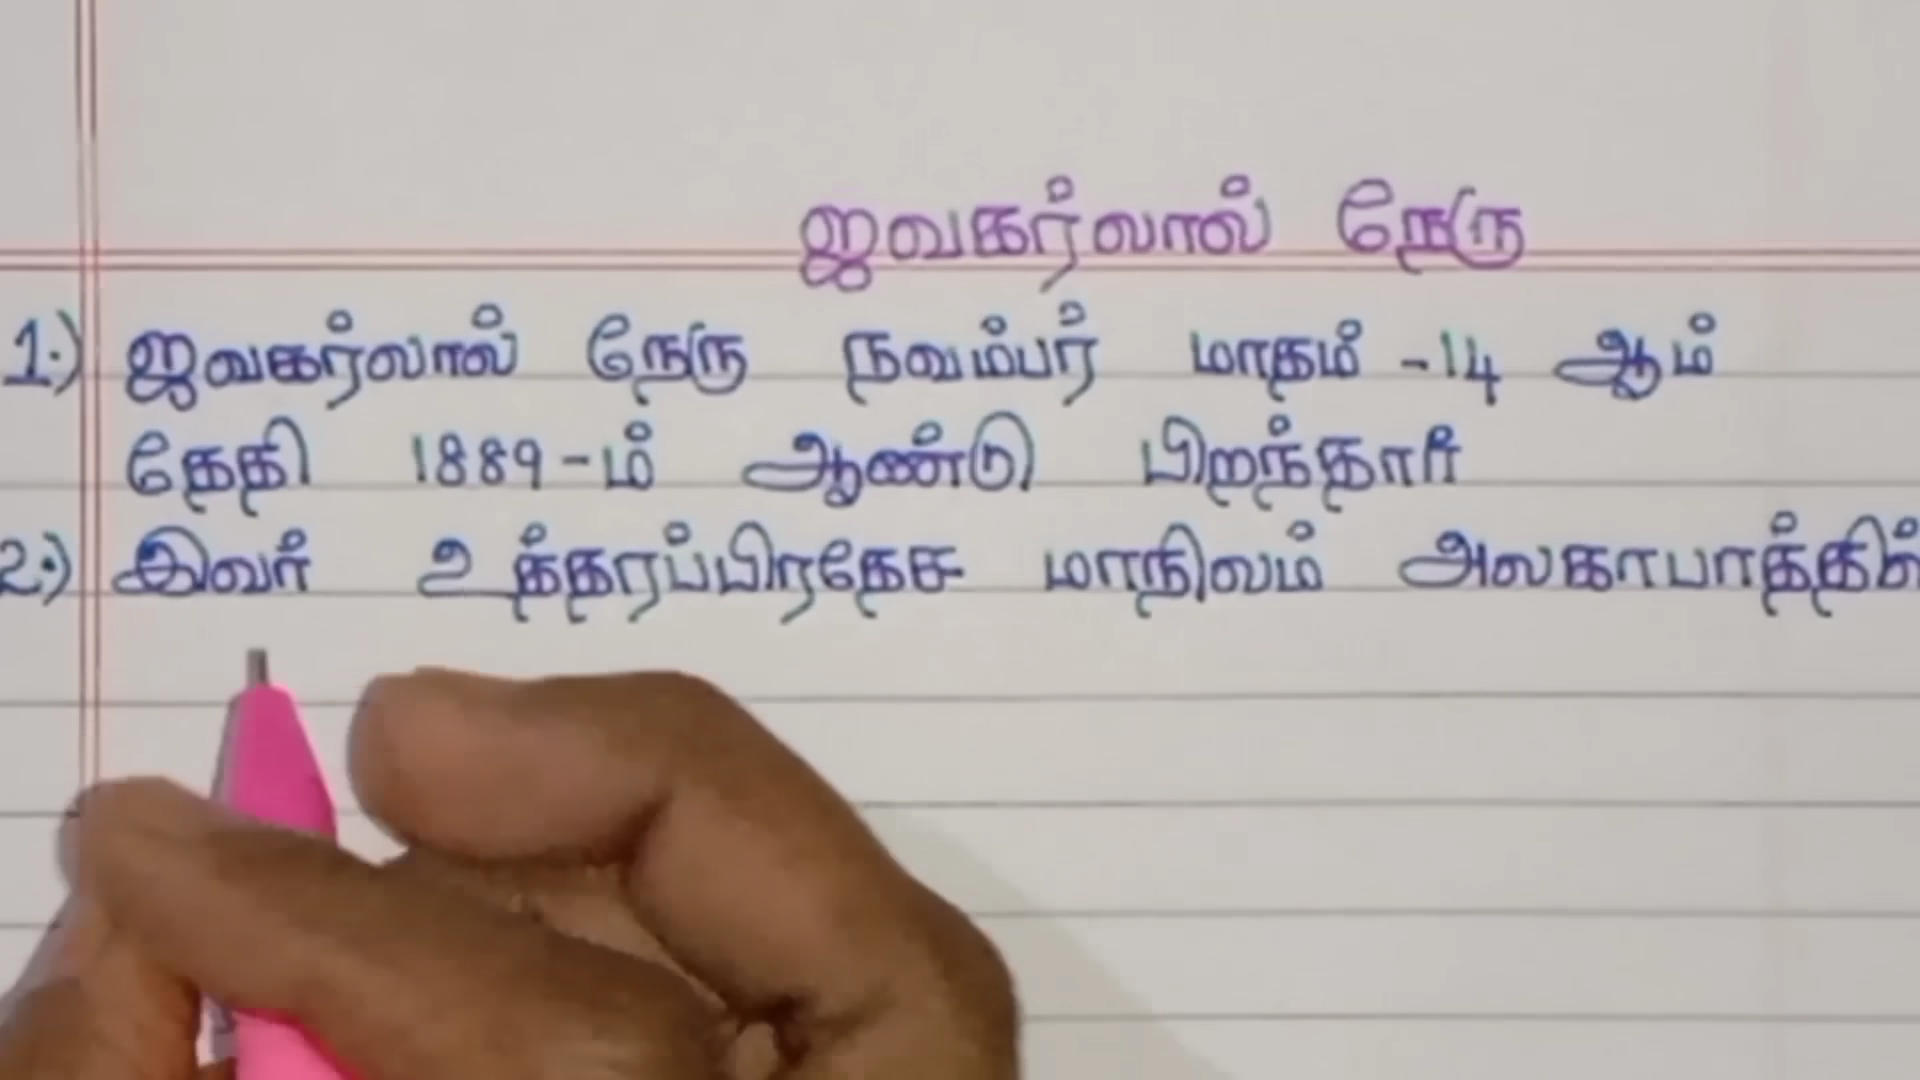 ஜவகர்லால் நேரு
1.) ஜவகர்லால் நேரு நவம்பர் மாதம் -14 ஆம்
தேதி 1889-ம் ஆண்டு பிறந்தார்
2.) இவர் உத்தரப்பிரதேச மாநிலம் அலகாபாத்தில்